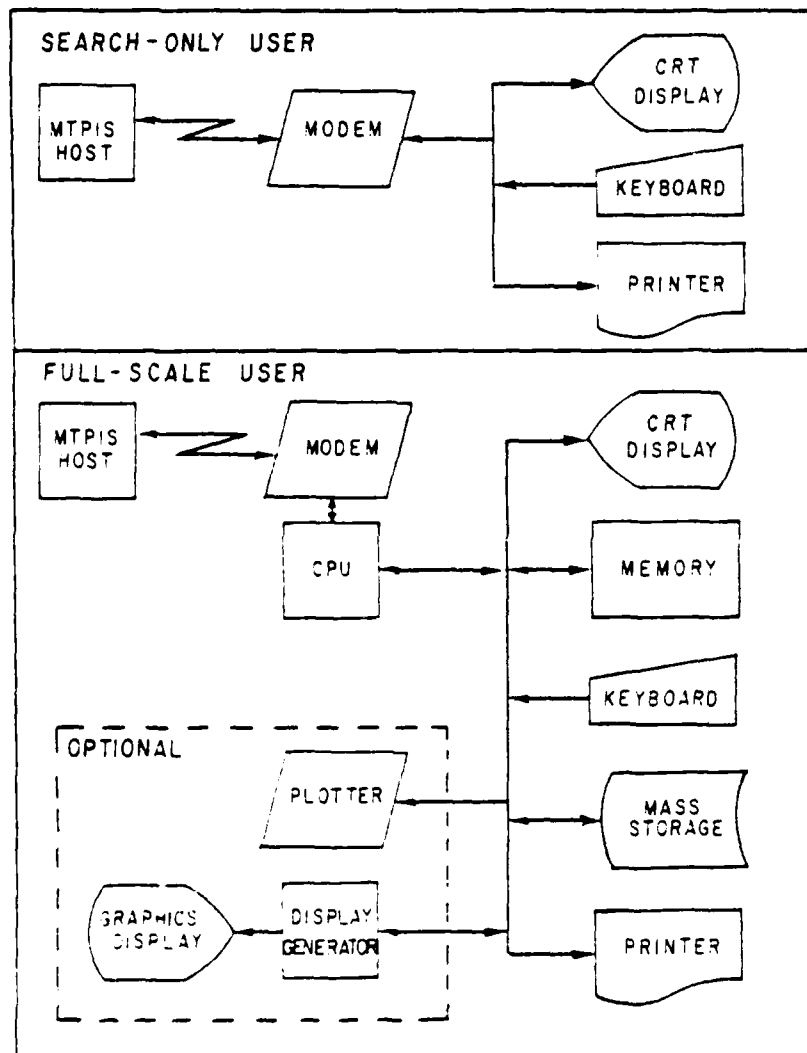 SEARCH-ONLY USER
MTPIS
HOST
MODEM
CRT
DISPLAY
KEYBOARD
PRINTER
FULL-SCALE USER
MTPIS
HOST
MODEM
CRT
DISPLAY
CPU
MEMORY
KEYBOARD
OPTIONAL
PLOTTER
MASS
STORAGE
GRAPHICS
DISPLAY
DISPLAY
GENERATOR
PRINTER